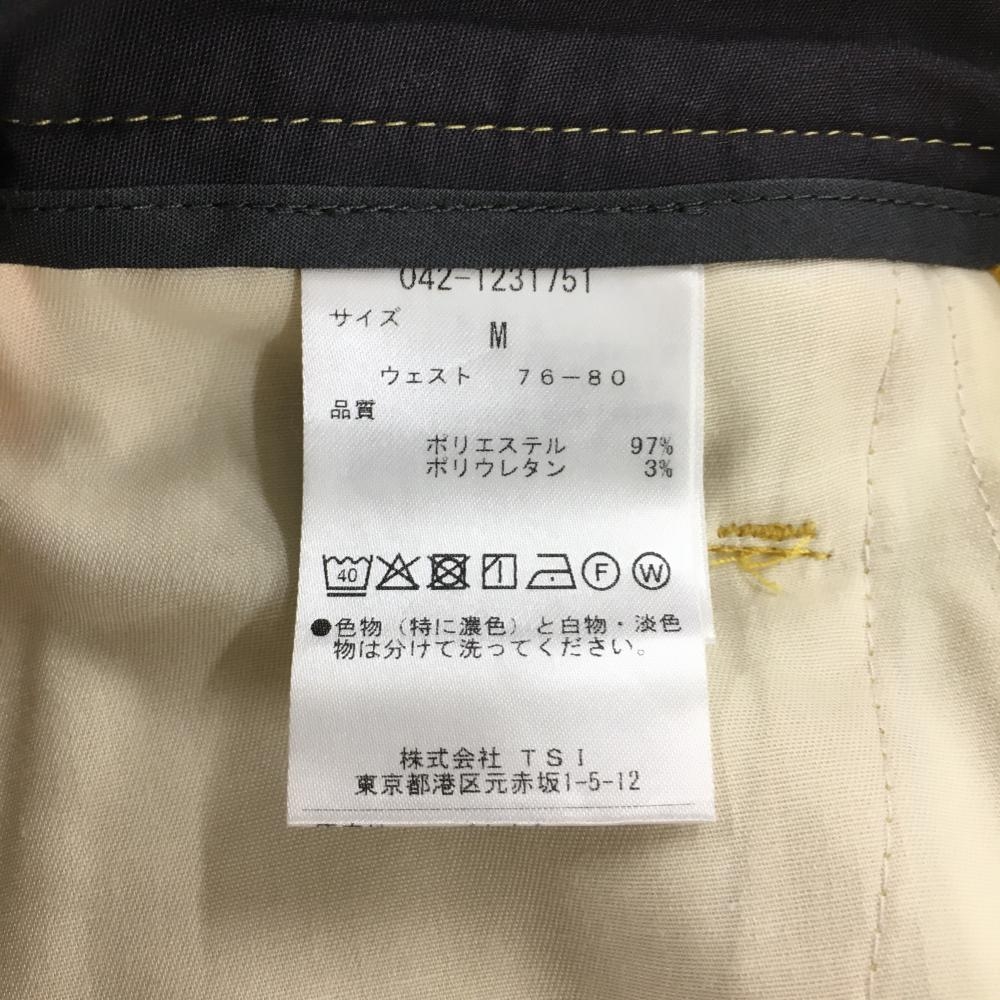 042-1231751
サイズ
M
ウェスト 76-80
品質
ポリエステル 97%
ポリウレタン 3%
40 F W
●色物（特に濃色）と白物・淡色
物は分けて洗ってください。
株式会社 TSI
東京都港区元赤坂1-5-12